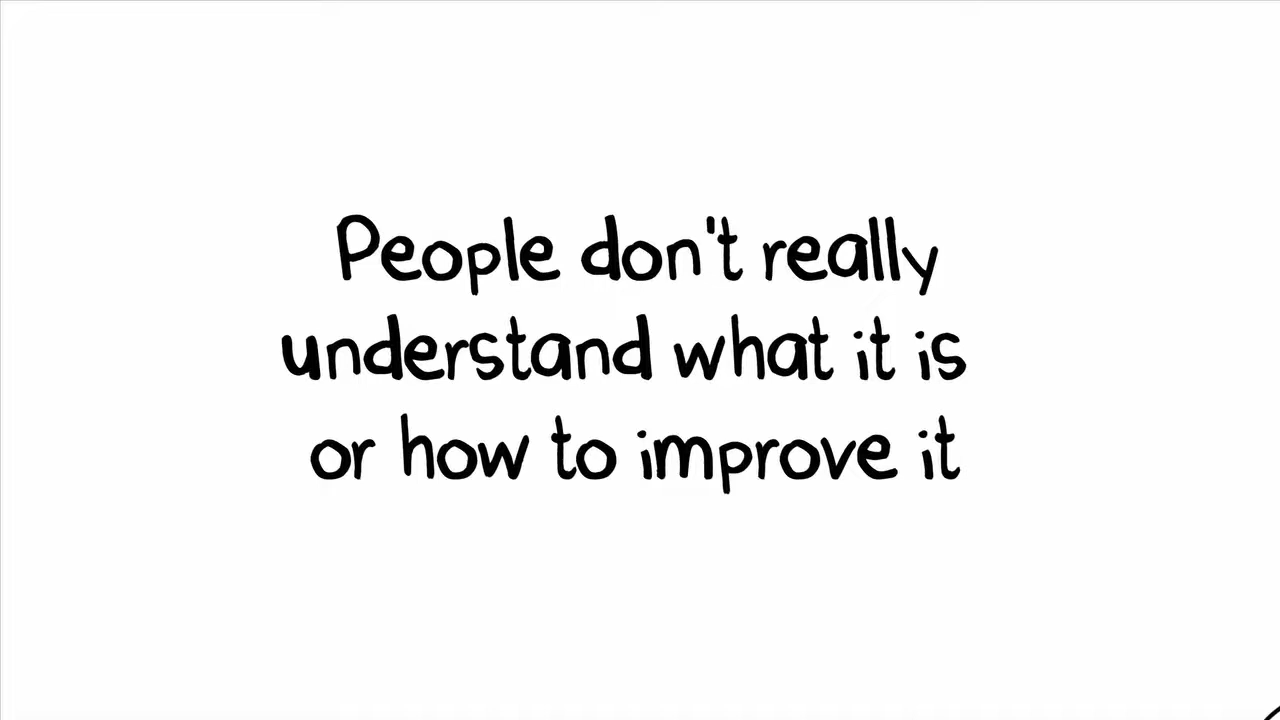 People don't really
understand what it is
or how to improve it